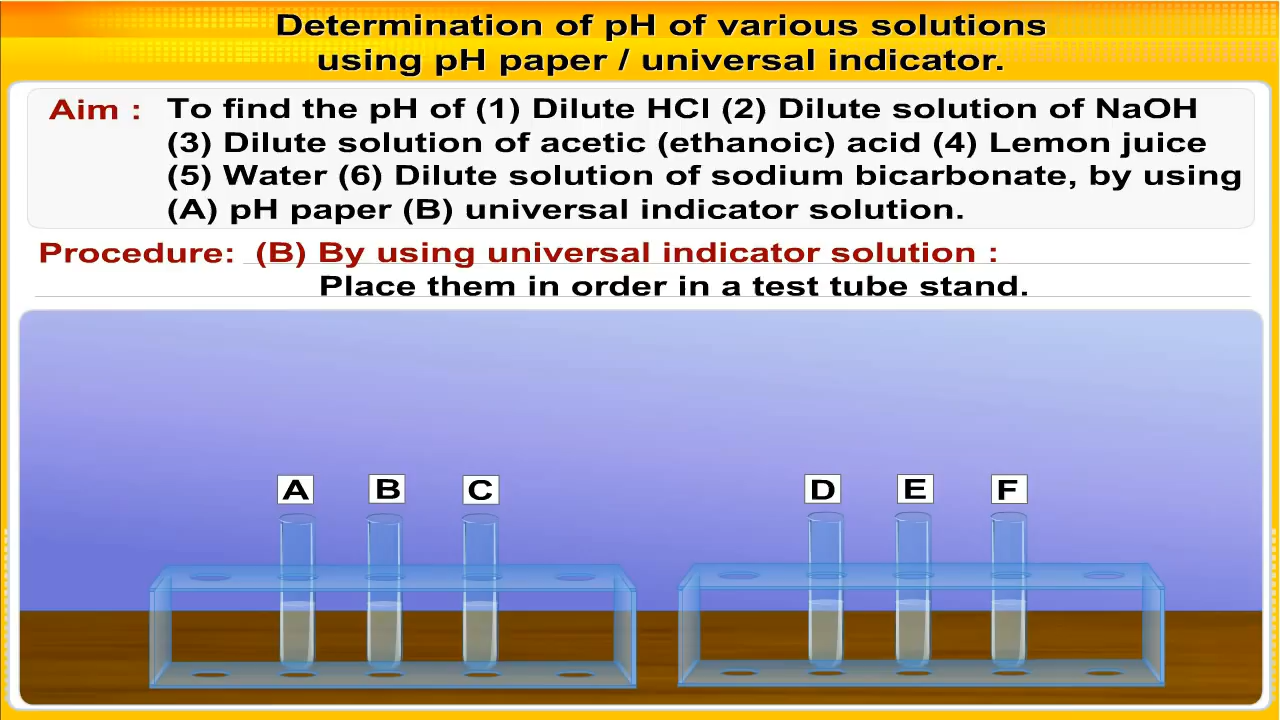 Determination of pH of various solutions
using pH paper / universal indicator.
Aim : To find the pH of (1) Dilute HCl (2) Dilute solution of NaOH
(3) Dilute solution of acetic (ethanoic) acid (4) Lemon juice
(5) Water (6) Dilute solution of sodium bicarbonate, by using
(A) pH paper (B) universal indicator solution.
Procedure: (B) By using universal indicator solution :
Place them in order in a test tube stand.
A B C D E F